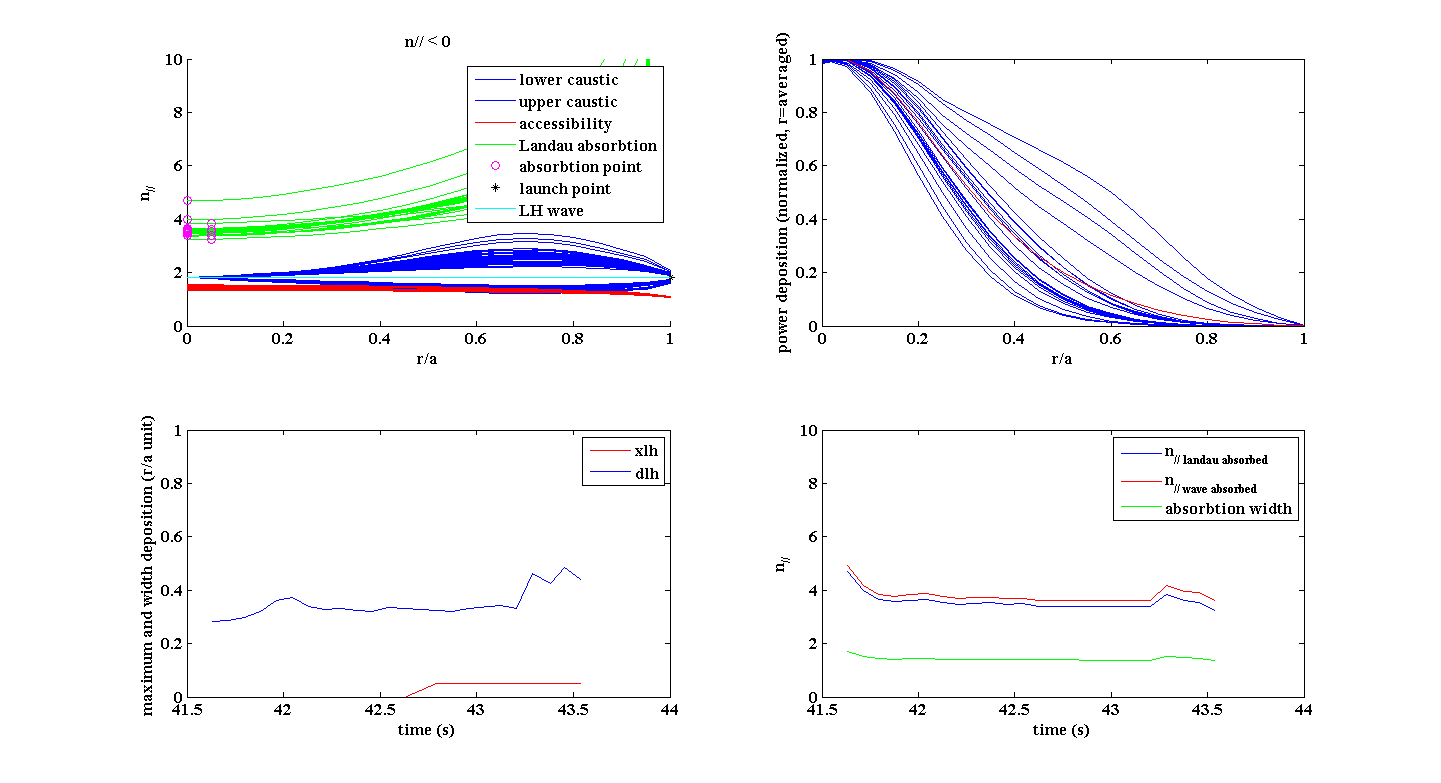 n// < 0
10
8
6
4
2
0
n//
0 0.2 0.4 0.6 0.8 1
r/a
lower caustic
upper caustic
accessibility
Landau absorbtion
absorbtion point
launch point
LH wave
power deposition (normalized, r=averaged)
1
0.8
0.6
0.4
0.2
0
0 0.2 0.4 0.6 0.8 1
r/a
maximum and width deposition (r/a unit)
1
0.8
0.6
0.4
0.2
0
41.5 42 42.5 43 43.5 44
time (s)
xlh
dlh
n//
10
8
6
4
2
0
41.5 42 42.5 43 43.5 44
time (s)
n// landau absorbed
n// wave absorbed
absorbtion width